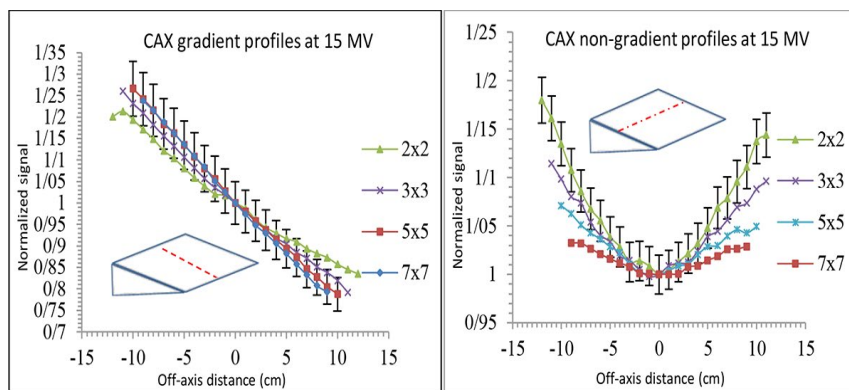 CAX gradient profiles at 15 MV
Normalized signal
1/35
1/3
1/25
1/2
1/15
1/1
1/05
1
0/95
0/9
0/85
0/8
0/75
0/7
-15 -10 -5 0 5 10 15
Off-axis distance (cm)
2x2
3x3
5x5
7x7
CAX non-gradient profiles at 15 MV
Normalized signal
1/25
1/2
1/15
1/1
1/05
1
0/95
-15 -10 -5 0 5 10 15
Off-axis distance (cm)
2x2
3x3
5x5
7x7